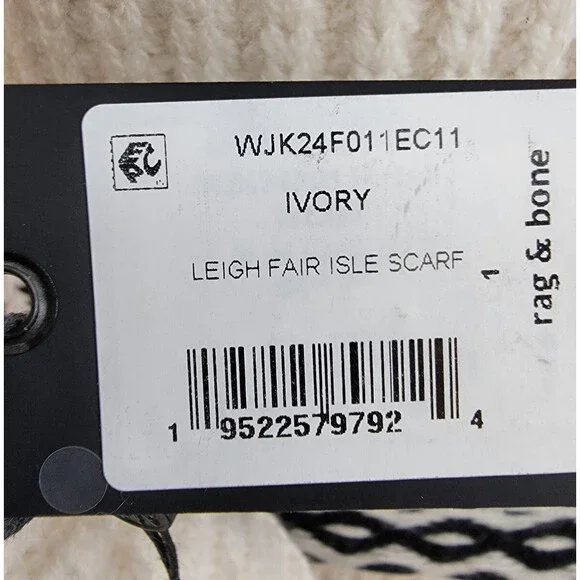 WJK24F011EC11
IVORY
LEIGH FAIR ISLE SCARF
1
rag & bone
1 9522579792 4